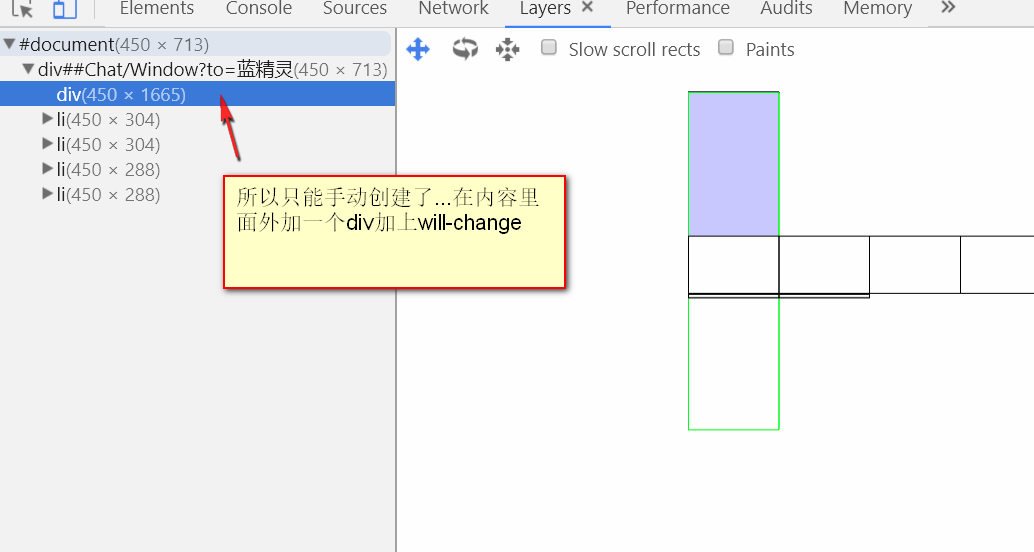 Elements Console Sources Network Layers × Performance Audits Memory »
#document(450 × 713)
Slow scroll rects Paints
div##Chat/Window?to=蓝精灵(450 × 713)
div(450 × 1665)
li(450 × 304)
li(450 × 304)
li(450 × 288)
li(450 × 288)
所以只能手动创建了...在内容里
面外加一个div加上will-change